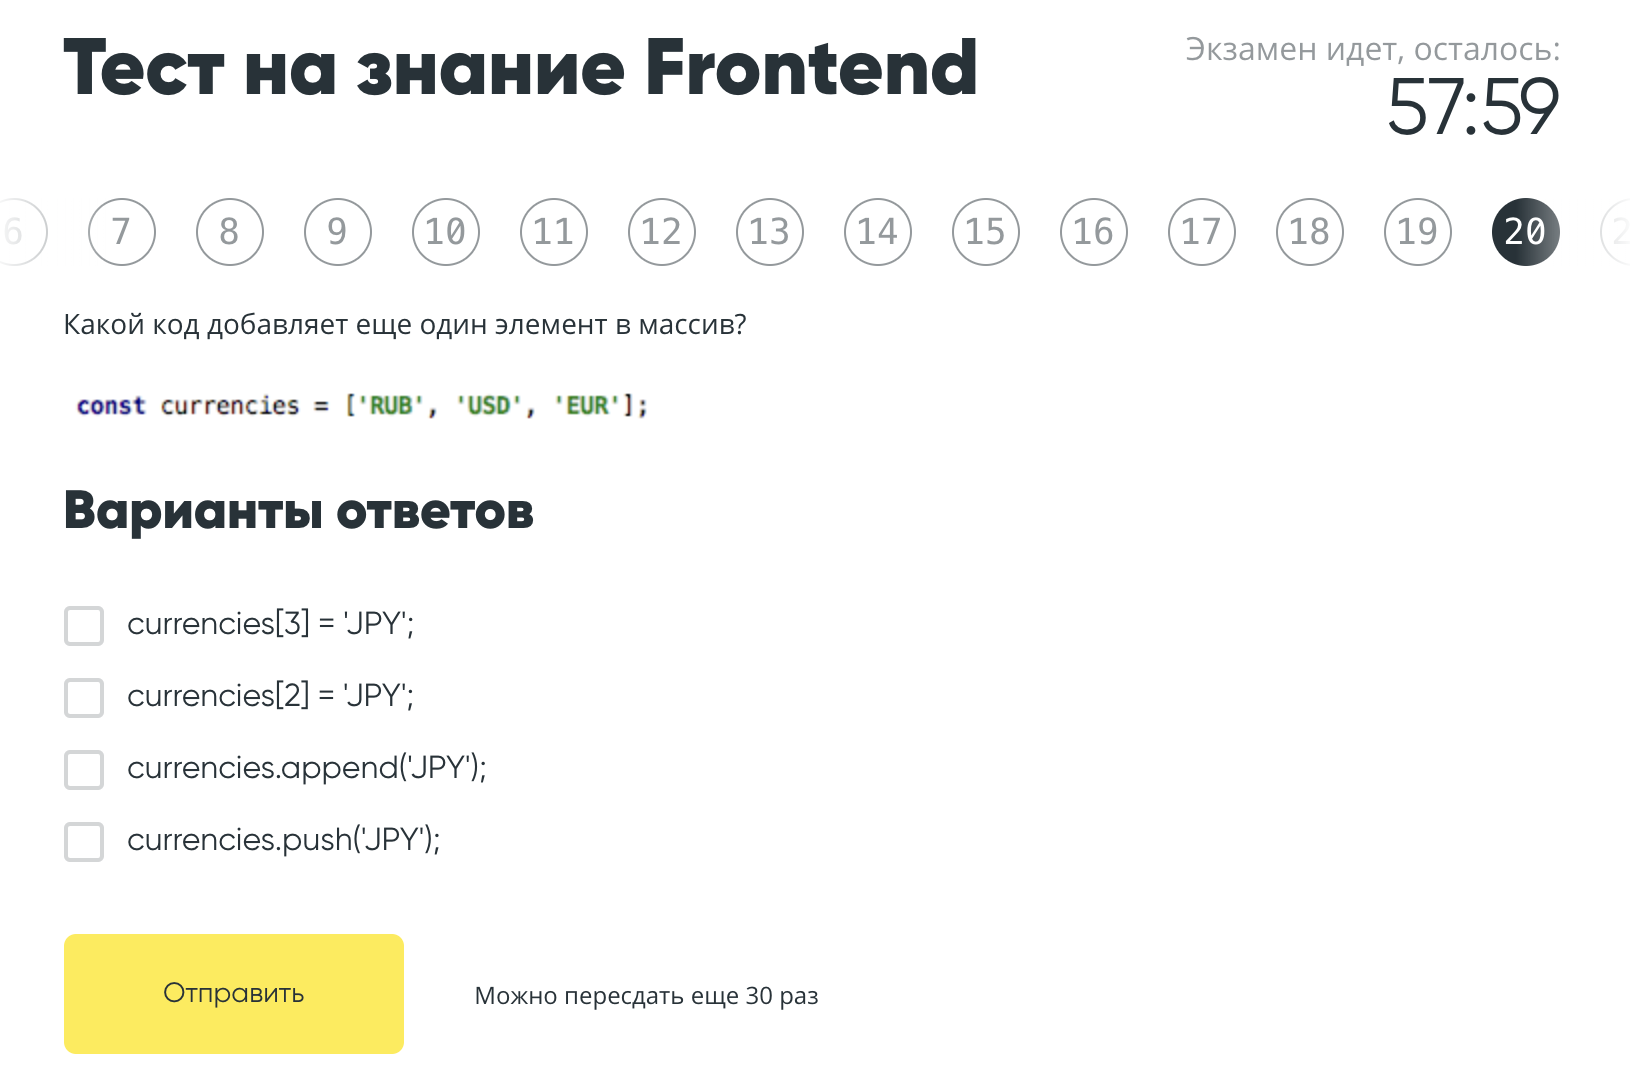 Тест на знание Frontend
Экзамен идет, осталось:
57:59
6 7 8 9 10 11 12 13 14 15 16 17 18 19 20
Какой код добавляет еще один элемент в массив?
const currencies = ['RUB', 'USD', 'EUR'];
Варианты ответов
currencies[3] = 'JPY';
currencies[2] = 'JPY';
currencies.append('JPY');
currencies.push('JPY');
Отправить
Можно пересдать еще 30 раз